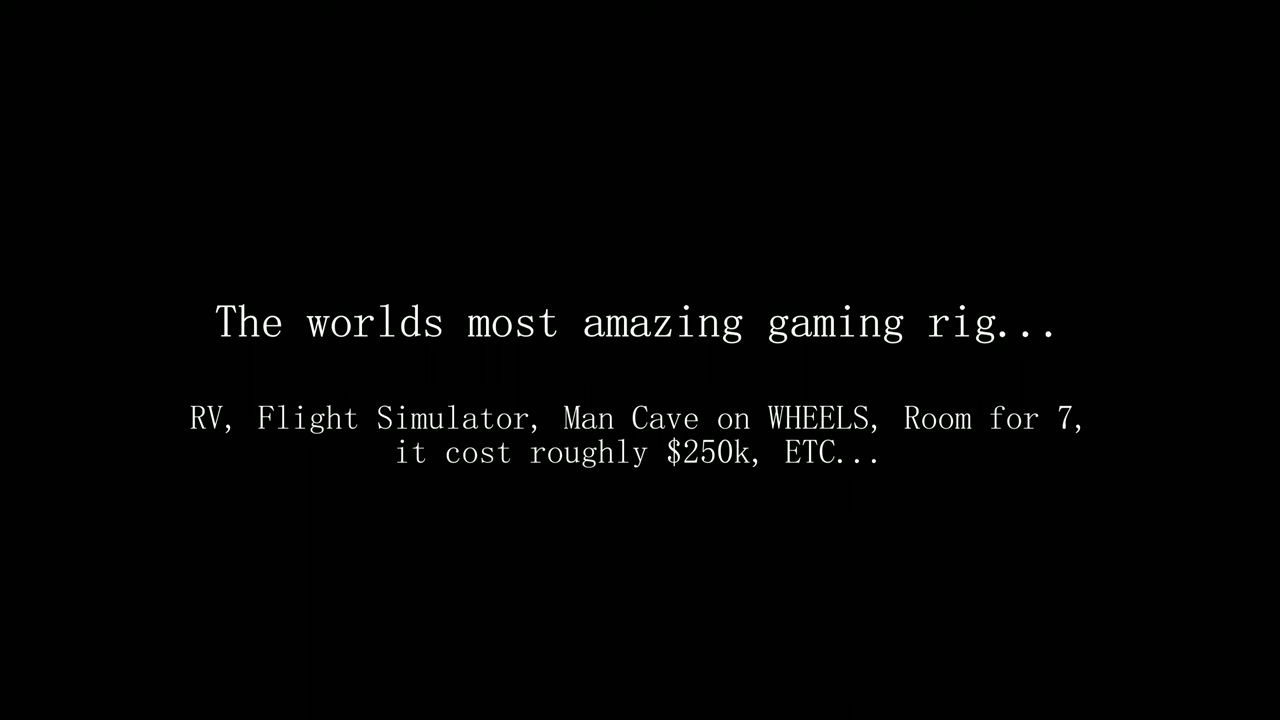 The worlds most amazing gaming rig...
RV, Flight Simulator, Man Cave on WHEELS, Room for 7,
it cost roughly $250k, ETC...